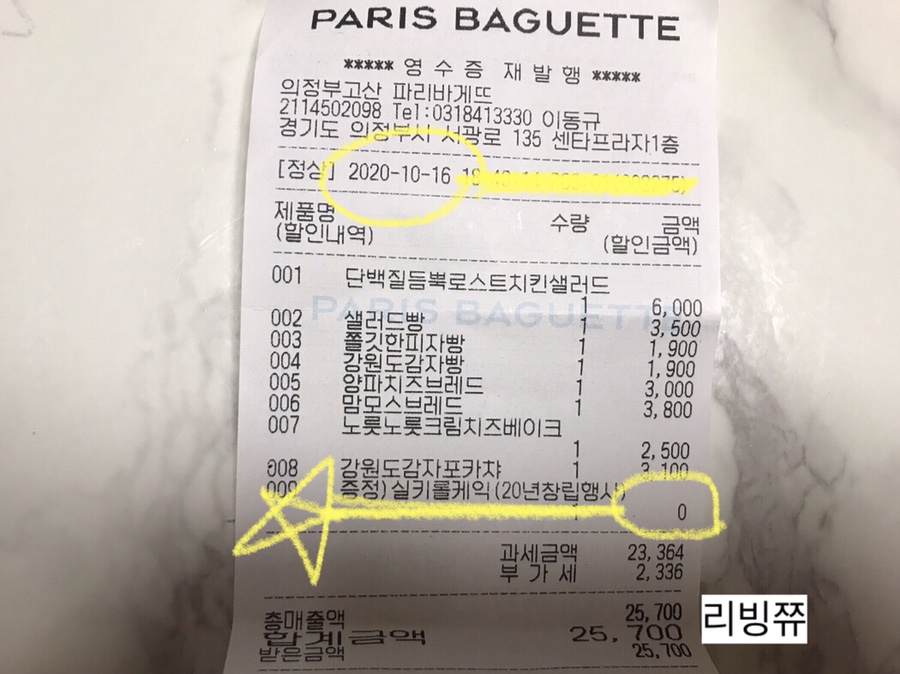 PARIS BAGUETTE
***** 영 수 증 재 발 행 *****
의정부고산 파리바게뜨
2114502098 Tel:0318413330 이동규
경기도 의정부시 서광로 135 센타프라자1층
[정상] 2020-10-16
제품명 수량 금액
(할인내역) (할인금액)
001 단백질듬뿍로스트치킨샐러드
1 6,000
PARIS BAGUETTE
002 샐러드빵 1 3,500
003 쫄깃한피자빵 1 1,900
004 강원도감자빵 1 1,900
005 양파치즈브레드 1 3,000
006 맘모스브레드 1 3,800
007 노릇노릇크림치즈베이크
1 2,500
008 강원도감자포카챠 1 3,100
009 증정)실키롤케익(20년창립행사)
1 0
과세금액 23,364
부 가 세 2,336
총매출액 25,700
합계금액 25,700
받은금액 25,700
리빙쮸